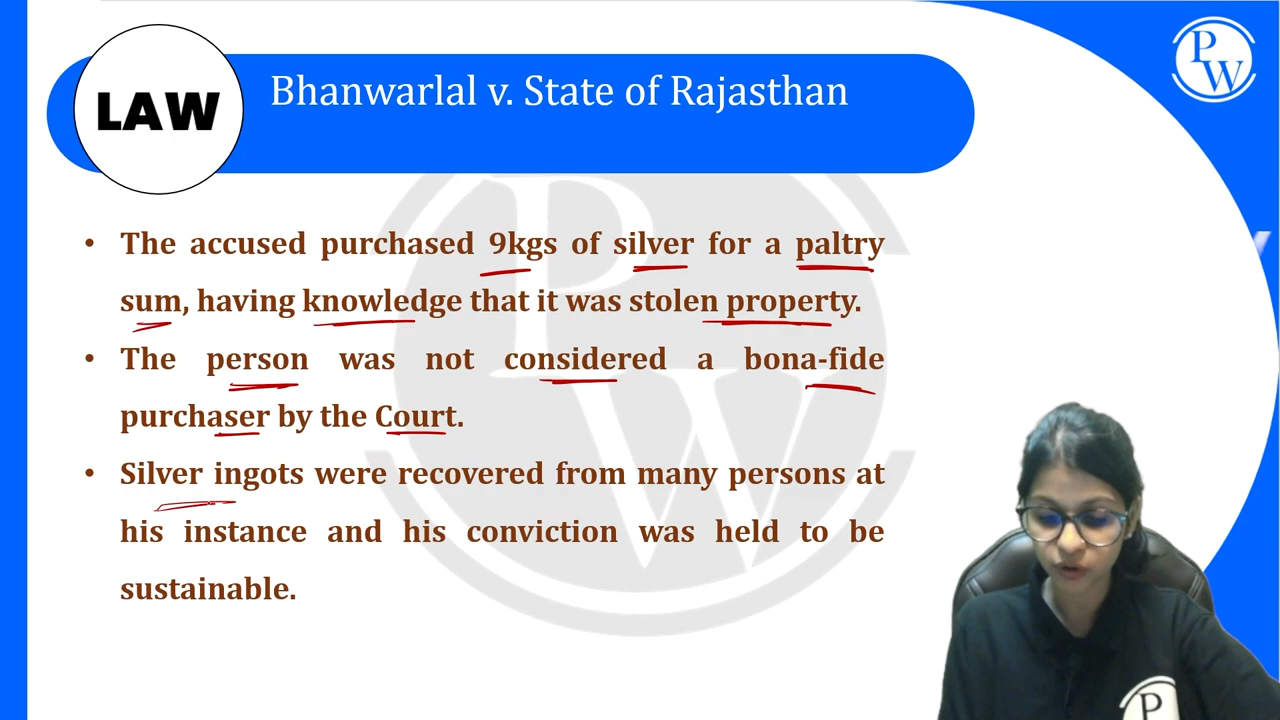 LAW
Bhanwarlal v. State of Rajasthan
PW
• The accused purchased 9kgs of silver for a paltry
sum, having knowledge that it was stolen property.
• The person was not considered a bona-fide
purchaser by the Court.
• Silver ingots were recovered from many persons at
his instance and his conviction was held to be
sustainable.
PW
P